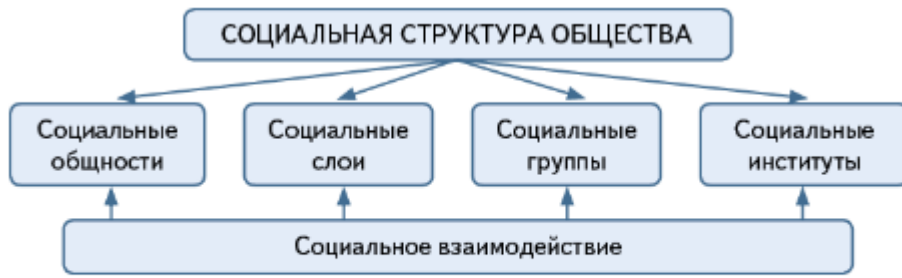 СОЦИАЛЬНАЯ СТРУКТУРА ОБЩЕСТВА
Социальные
общности
Социальные
слои
Социальные
группы
Социальные
институты
Социальное взаимодействие